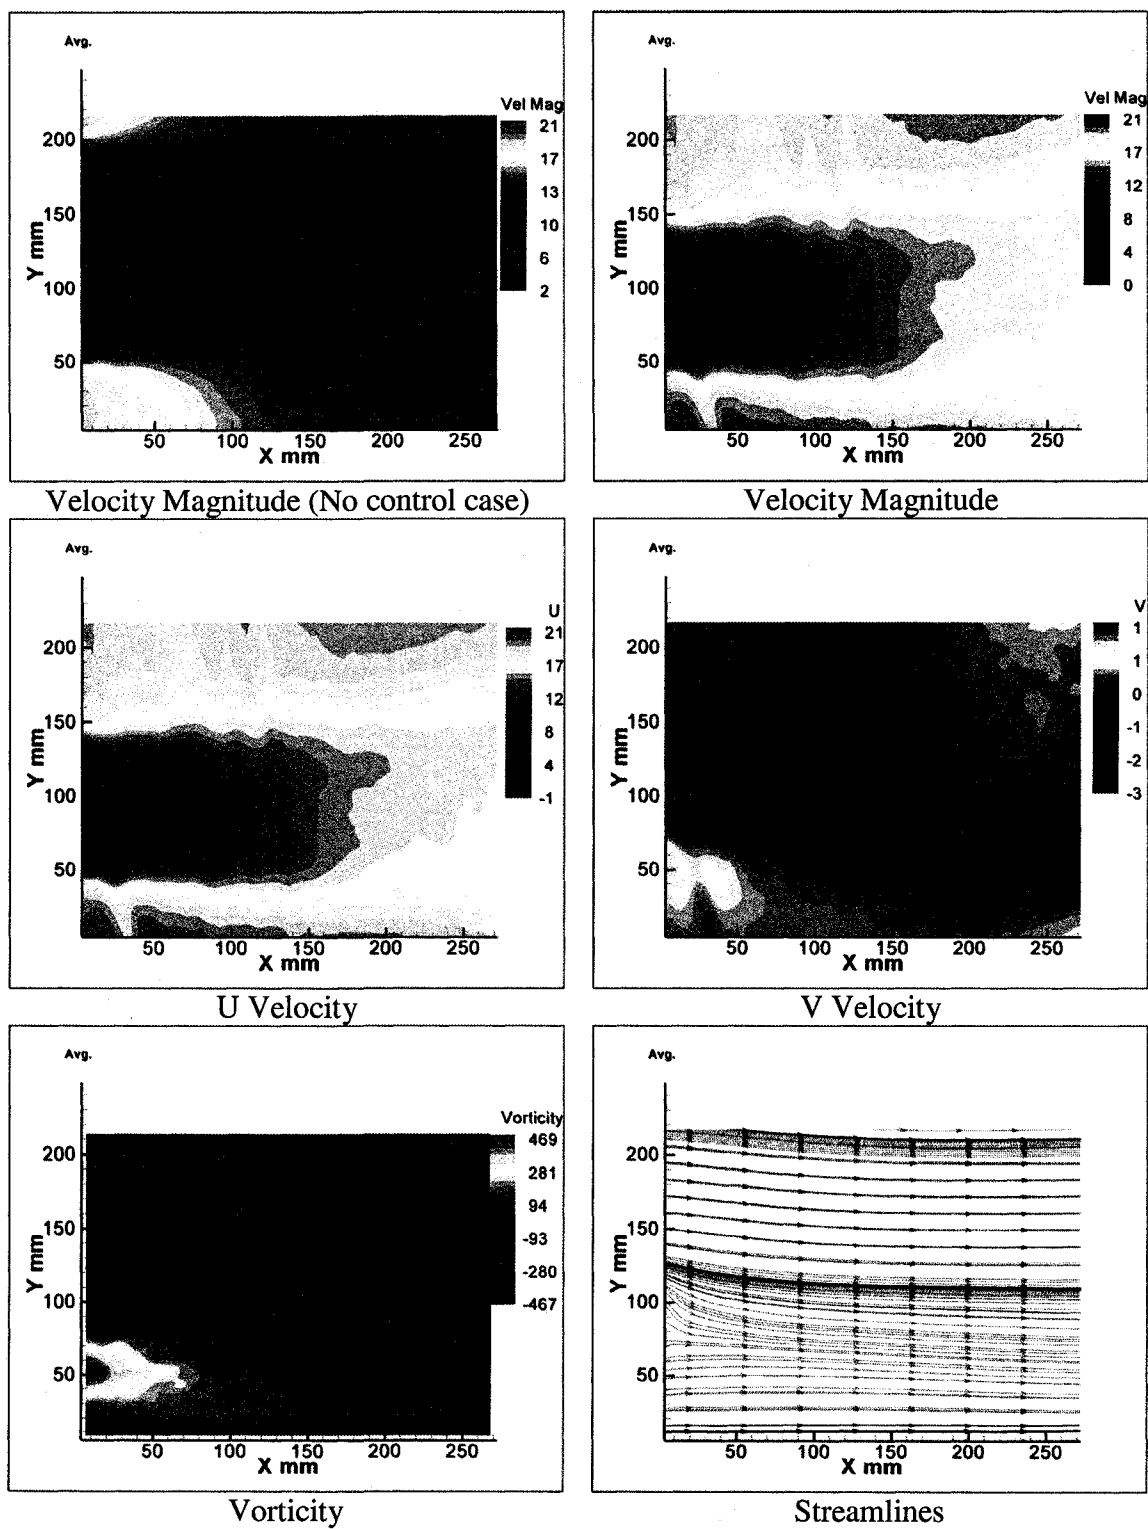 Avg.
Vel Mag
21
17
13
10
6
2
200
150
100
50
Y mm
50 100 150 200 250
X mm
Velocity Magnitude (No control case)
Avg.
Vel Mag
21
17
12
8
4
0
200
150
100
50
Y mm
50 100 150 200 250
X mm
Velocity Magnitude
Avg.
U
21
17
12
8
4
-1
200
150
100
50
Y mm
50 100 150 200 250
X mm
U Velocity
Avg.
V
1
1
0
-1
-2
-3
200
150
100
50
Y mm
50 100 150 200 250
X mm
V Velocity
Avg.
Vorticity
469
281
94
-93
-280
-467
200
150
100
50
Y mm
50 100 150 200 250
X mm
Vorticity
Avg.
200
150
100
50
Y mm
50 100 150 200 250
X mm
Streamlines